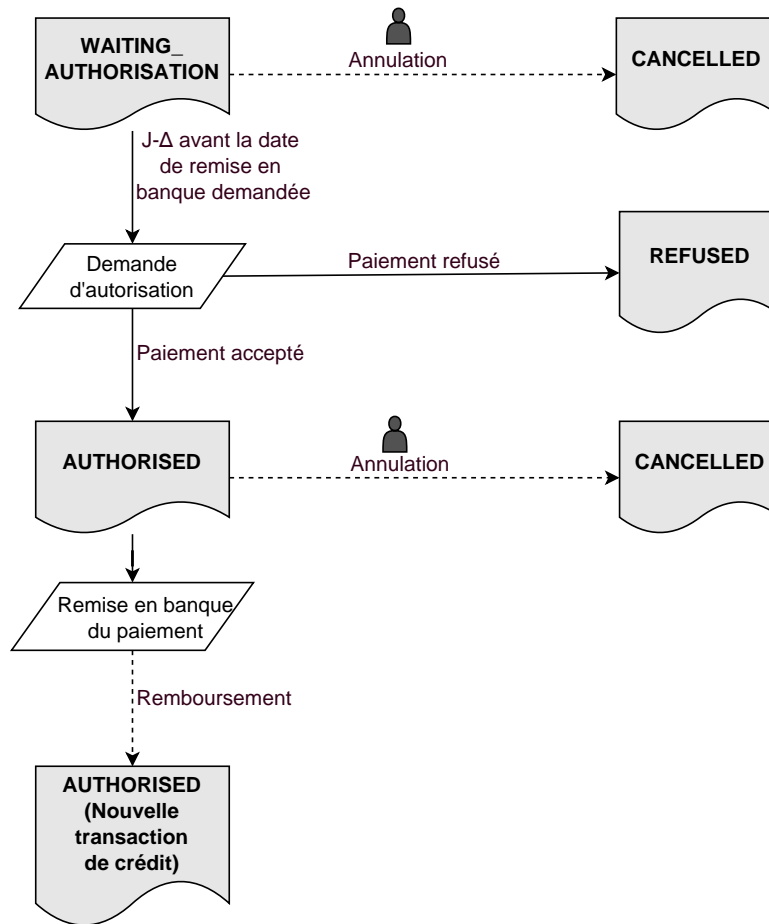 WAITING_
AUTHORISATION
Annulation
CANCELLED
J-Δ avant la date
de remise en
banque demandée
Demande
d'autorisation
Paiement refusé
REFUSED
Paiement accepté
AUTHORISED
Annulation
CANCELLED
Remise en banque
du paiement
Remboursement
AUTHORISED
(Nouvelle
transaction
de crédit)